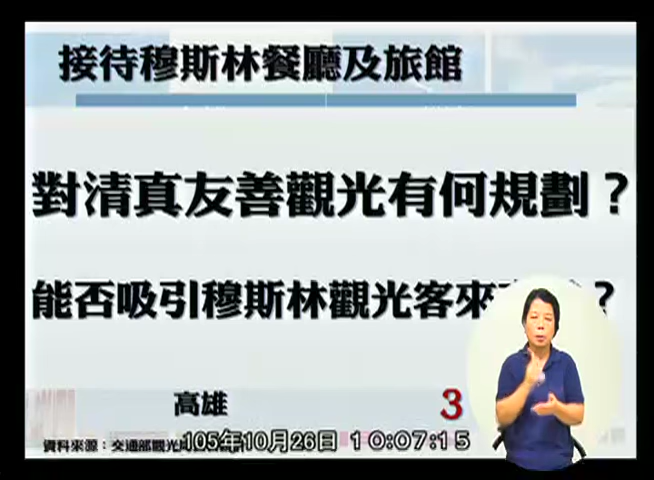 接待穆斯林餐廳及旅館
對清真友善觀光有何規劃？
能否吸引穆斯林觀光客來？
高雄 3
資料來源：交通部觀光
105年10月26日 10:07:15